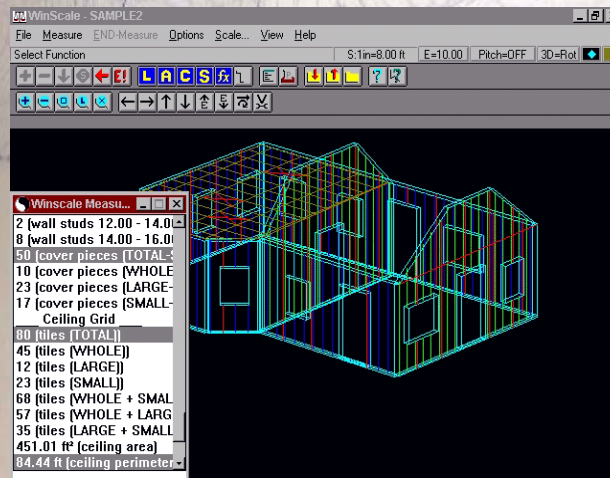 WinScale - SAMPLE2
File Measure END-Measure Options Scale... View Help
Select Function S:1in=8.00 ft E=10.00 Pitch=OFF 3D=Rot
E! L A C S fx E
L E E
Winscale Measu...
2 (wall studs 12.00 - 14.0
8 (wall studs 14.00 - 16.0
50 (cover pieces (TOTAL-S
10 (cover pieces (WHOLE
23 (cover pieces (LARGE-
17 (cover pieces (SMALL-
___ Ceiling Grid ___
80 (tiles (TOTAL))
45 (tiles (WHOLE))
12 (tiles (LARGE))
23 (tiles (SMALL))
68 (tiles (WHOLE + SMAL
57 (tiles (WHOLE + LARG
35 (tiles (LARGE + SMALL
451.01 ft² (ceiling area)
84.44 ft (ceiling perimeter